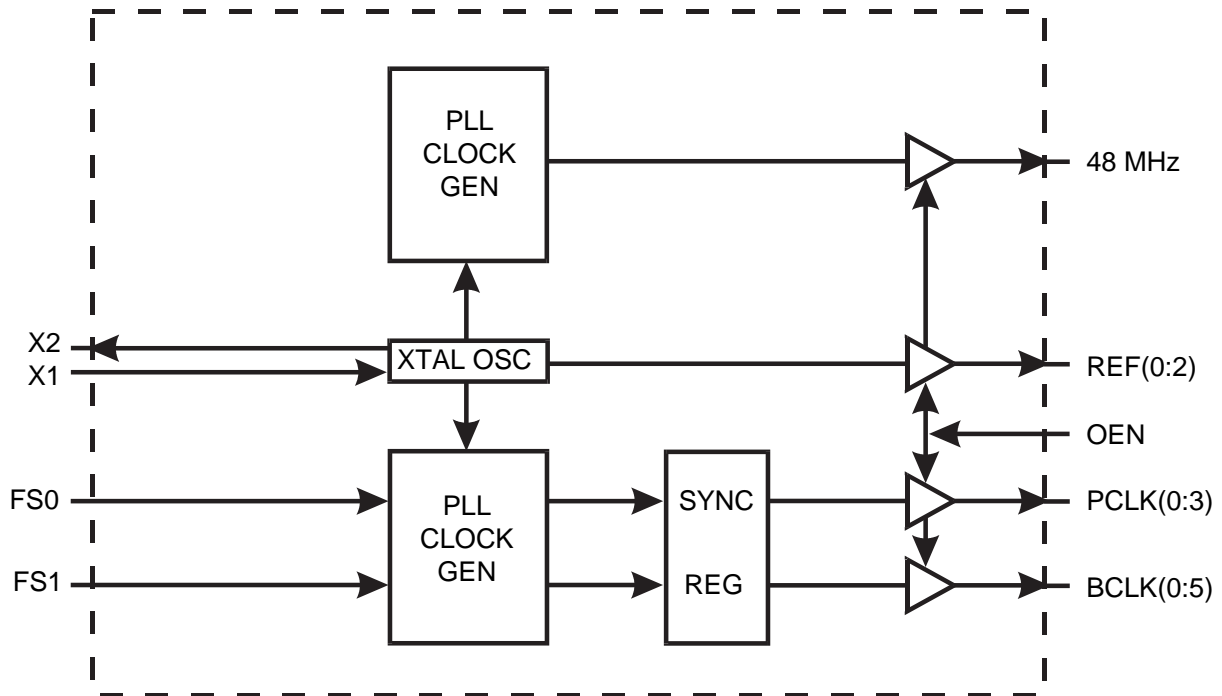 PLL
CLOCK
GEN
48 MHz
X2
X1
XTAL OSC
REF(0:2)
OEN
FS0
FS1
PLL
CLOCK
GEN
SYNC
REG
PCLK(0:3)
BCLK(0:5)